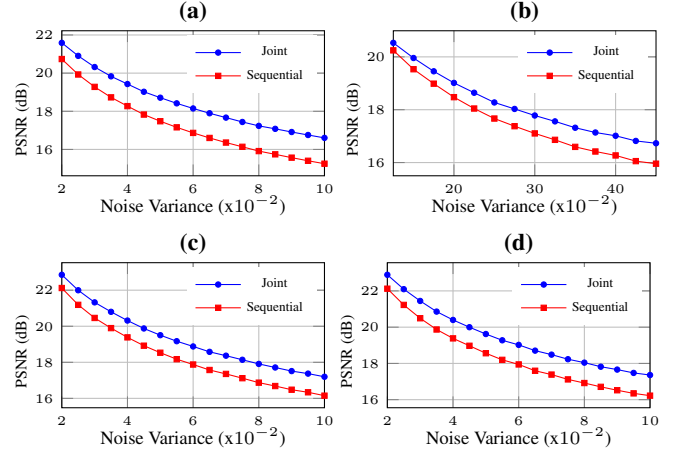 (a)
22
20
18
16
PSNR (dB)
Joint
Sequential
2 4 6 8 10
Noise Variance (x10−2)
(b)
20
18
16
PSNR (dB)
Joint
Sequential
20 30 40
Noise Variance (x10−2)
(c)
22
20
18
16
PSNR (dB)
Joint
Sequential
2 4 6 8 10
Noise Variance (x10−2)
(d)
22
20
18
16
PSNR (dB)
Joint
Sequential
2 4 6 8 10
Noise Variance (x10−2)